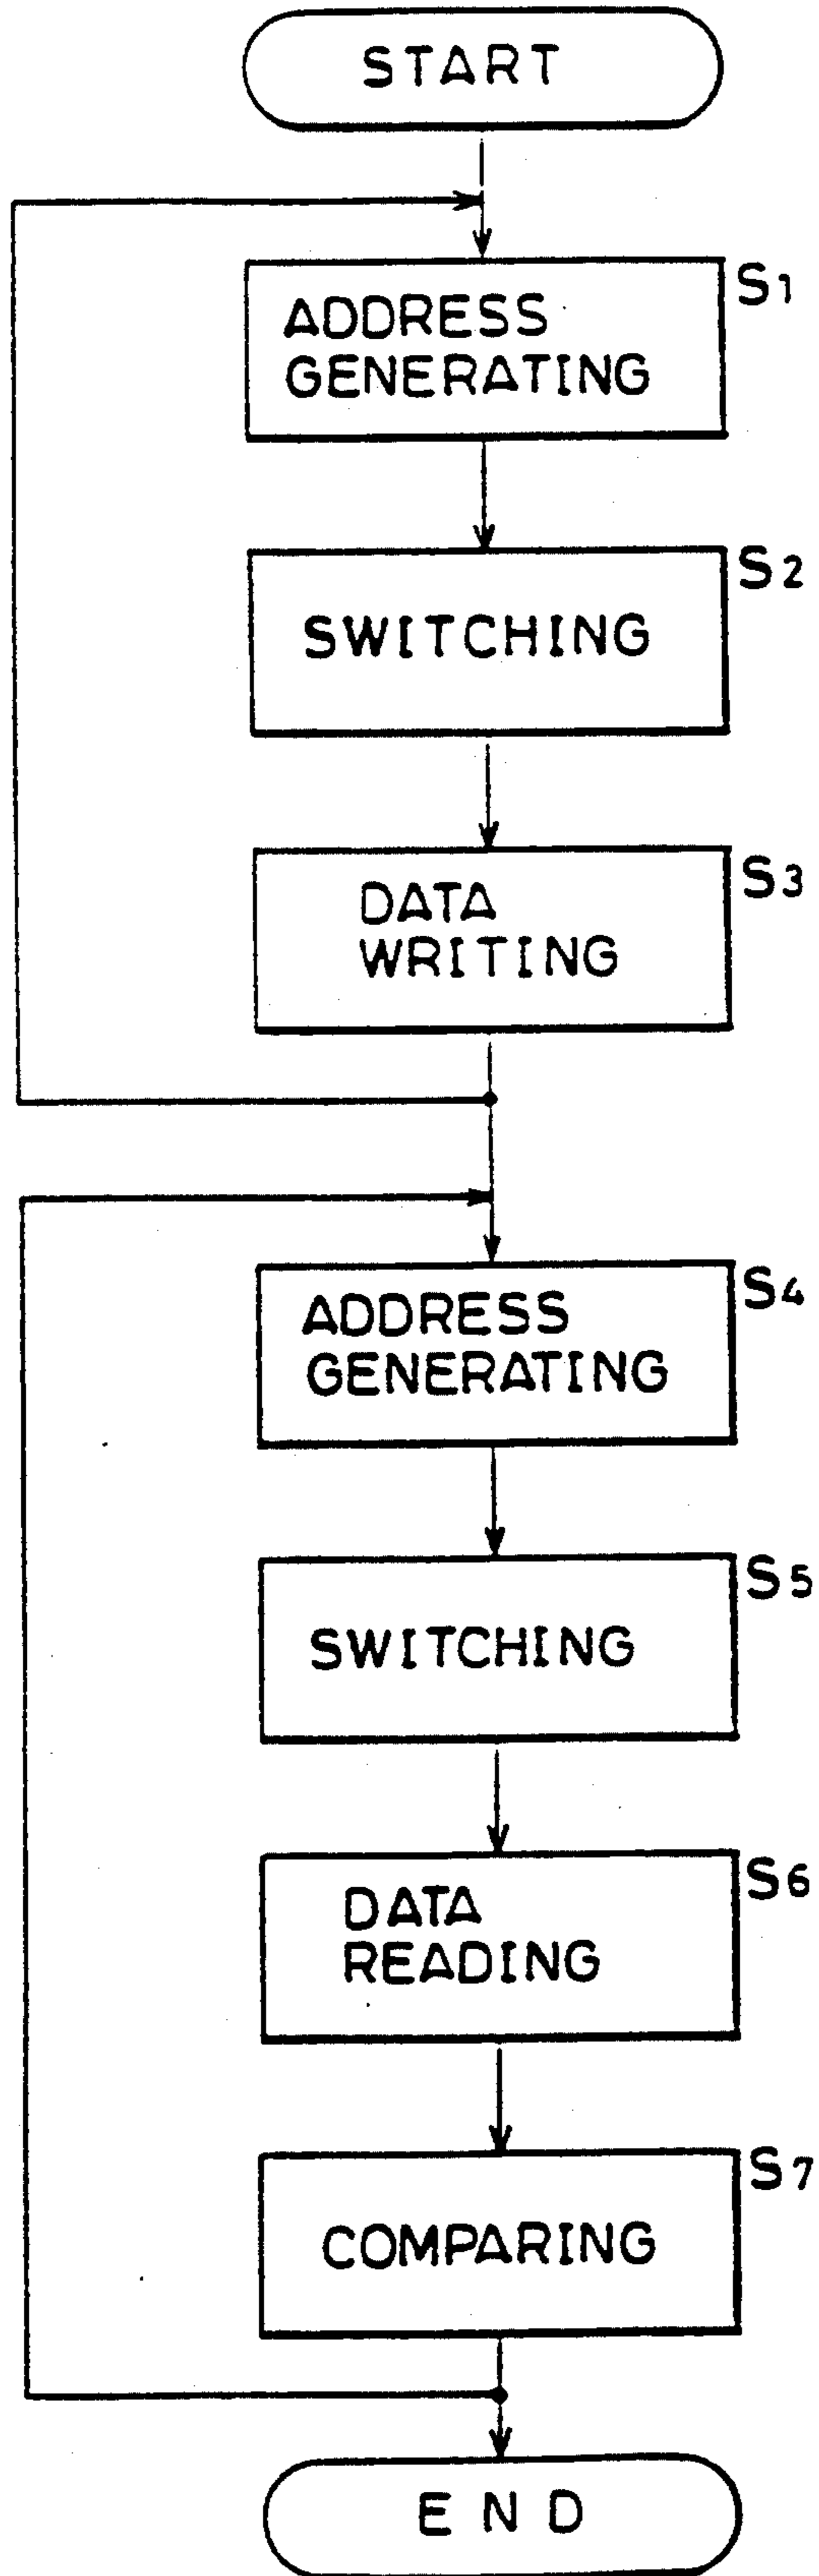 START
S1
ADDRESS
GENERATING
S2
SWITCHING
S3
DATA
WRITING
S4
ADDRESS
GENERATING
S5
SWITCHING
S6
DATA
READING
S7
COMPARING
END